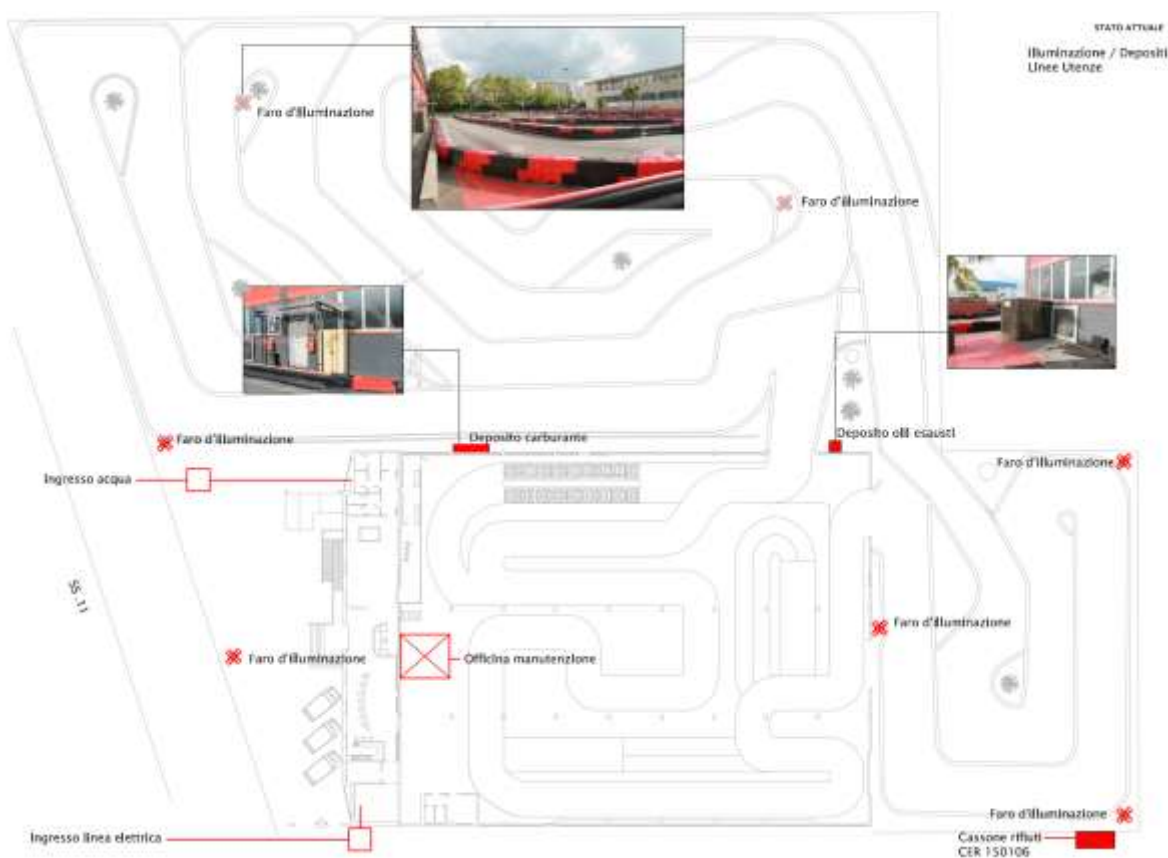 STATO ATTUALE
Illuminazione / Depositi
Linee Utenze
Faro d'illuminazione
Faro d'illuminazione
Faro d'illuminazione
Deposito carburante
Deposito olii esausti
Faro d'illuminazione
Ingresso acqua
SS .11
Faro d'illuminazione
Faro d'illuminazione
Officina manutenzione
Faro d'illuminazione
Ingresso linea elettrica
Cassone rifiuti
CER 150106